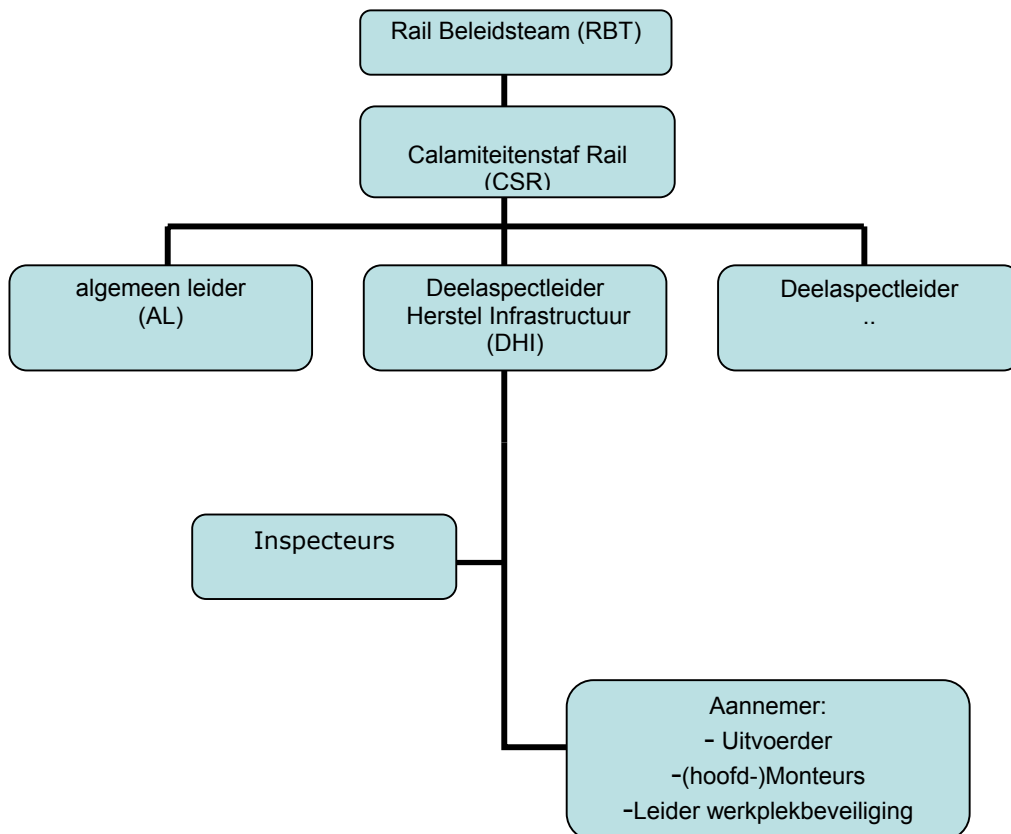 Rail Beleidsteam (RBT)
Calamiteitenstaf Rail
(CSR)
algemeen leider
(AL)
Deelaspectleider
Herstel Infrastructuur
(DHI)
Deelaspectleider
..
Inspecteurs
Aannemer:
- Uitvoerder
-(hoofd-)Monteurs
-Leider werkplekbeveiliging